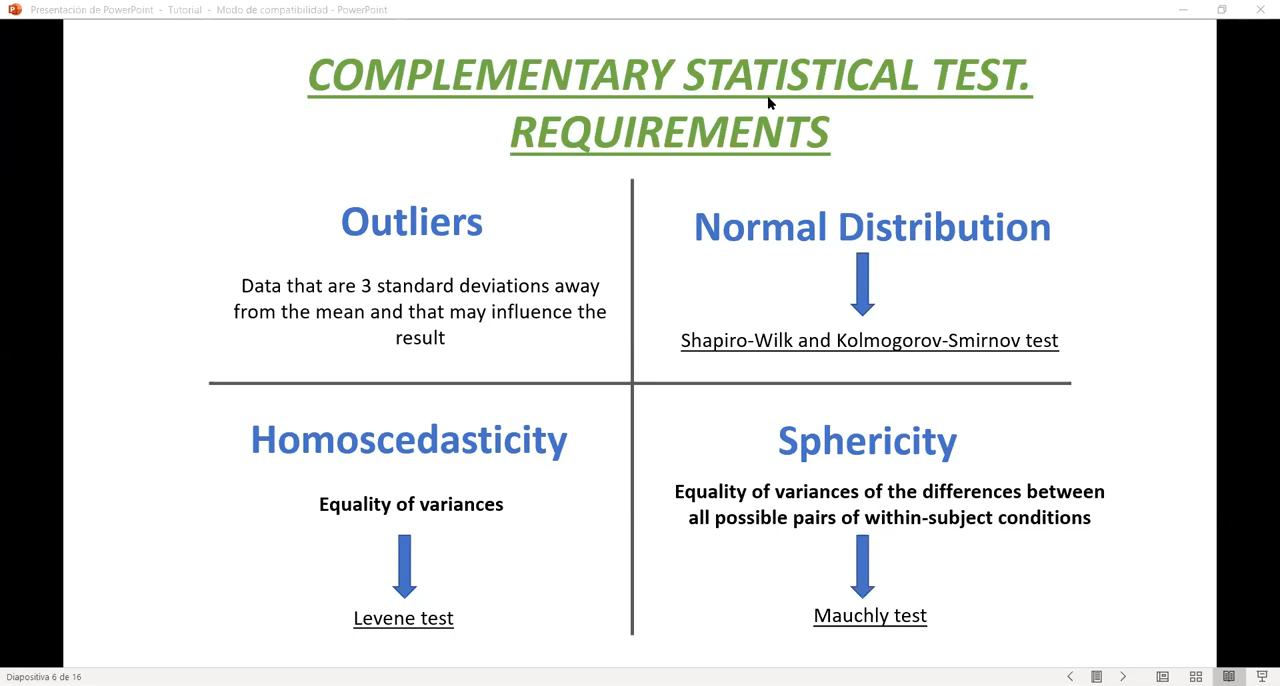 Presentación de PowerPoint - Tutorial - Modo de compatibilidad - PowerPoint
COMPLEMENTARY STATISTICAL TEST.
REQUIREMENTS
Outliers
Data that are 3 standard deviations away
from the mean and that may influence the
result
Normal Distribution
Shapiro-Wilk and Kolmogorov-Smirnov test
Homoscedasticity
Equality of variances
Levene test
Sphericity
Equality of variances of the differences between
all possible pairs of within-subject conditions
Mauchly test
Diapositiva 6 de 16